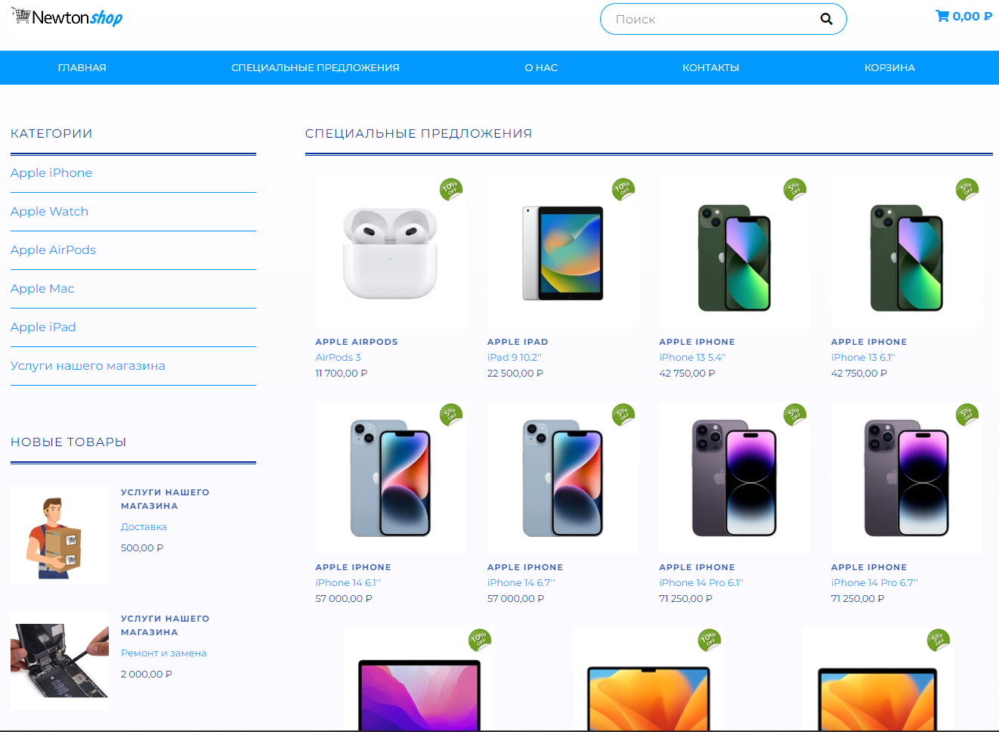 Newtonshop
Поиск
0,00 ₽
ГЛАВНАЯ
СПЕЦИАЛЬНЫЕ ПРЕДЛОЖЕНИЯ
О НАС
КОНТАКТЫ
КОРЗИНА
КАТЕГОРИИ
Apple iPhone
Apple Watch
Apple AirPods
Apple Mac
Apple iPad
Услуги нашего магазина
НОВЫЕ ТОВАРЫ
УСЛУГИ НАШЕГО
МАГАЗИНА
Доставка
500,00 ₽
УСЛУГИ НАШЕГО
МАГАЗИНА
Ремонт и замена
2 000,00 ₽
СПЕЦИАЛЬНЫЕ ПРЕДЛОЖЕНИЯ
10%
OFF
APPLE AIRPODS
AirPods 3
11 700,00 ₽
10%
OFF
APPLE IPAD
iPad 9 10.2''
22 500,00 ₽
5%
OFF
APPLE IPHONE
iPhone 13 5.4''
42 750,00 ₽
5%
OFF
APPLE IPHONE
iPhone 13 6.1''
42 750,00 ₽
5%
OFF
APPLE IPHONE
iPhone 14 6.1''
57 000,00 ₽
5%
OFF
APPLE IPHONE
iPhone 14 6.7''
57 000,00 ₽
5%
OFF
APPLE IPHONE
iPhone 14 Pro 6.1''
71 250,00 ₽
5%
OFF
APPLE IPHONE
iPhone 14 Pro 6.7''
71 250,00 ₽
10%
OFF
10%
OFF
5%
OFF